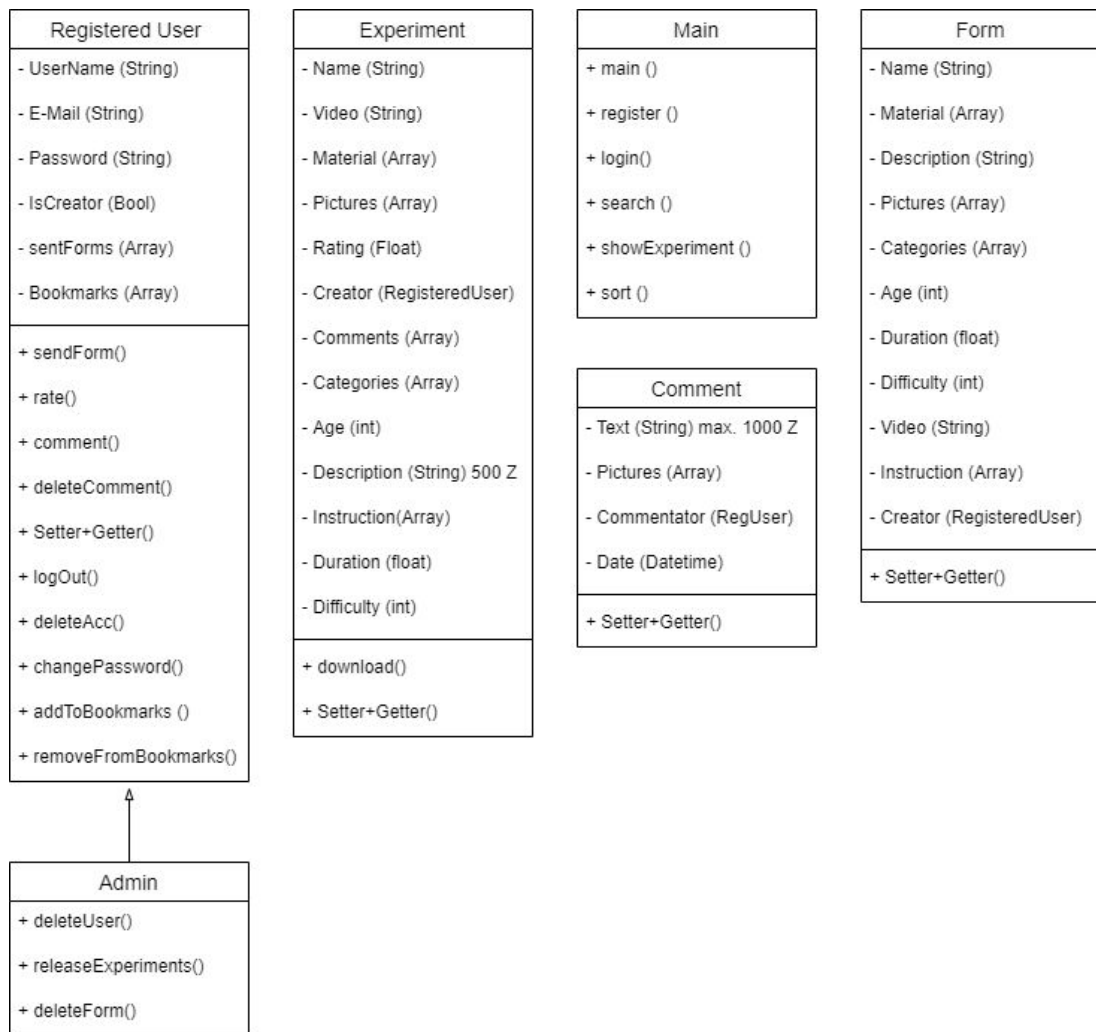 Registered User
- UserName (String)
- E-Mail (String)
- Password (String)
- IsCreator (Bool)
- sentForms (Array)
- Bookmarks (Array)
+ sendForm()
+ rate()
+ comment()
+ deleteComment()
+ Setter+Getter()
+ logOut()
+ deleteAcc()
+ changePassword()
+ addToBookmarks ()
+ removeFromBookmarks()
Admin
+ deleteUser()
+ releaseExperiments()
+ deleteForm()
Experiment
- Name (String)
- Video (String)
- Material (Array)
- Pictures (Array)
- Rating (Float)
- Creator (RegisteredUser)
- Comments (Array)
- Categories (Array)
- Age (int)
- Description (String) 500 Z
- Instruction(Array)
- Duration (float)
- Difficulty (int)
+ download()
+ Setter+Getter()
Main
+ main ()
+ register ()
+ login()
+ search ()
+ showExperiment ()
+ sort ()
Comment
- Text (String) max. 1000 Z
- Pictures (Array)
- Commentator (RegUser)
- Date (Datetime)
+ Setter+Getter()
Form
- Name (String)
- Material (Array)
- Description (String)
- Pictures (Array)
- Categories (Array)
- Age (int)
- Duration (float)
- Difficulty (int)
- Video (String)
- Instruction (Array)
- Creator (RegisteredUser)
+ Setter+Getter()